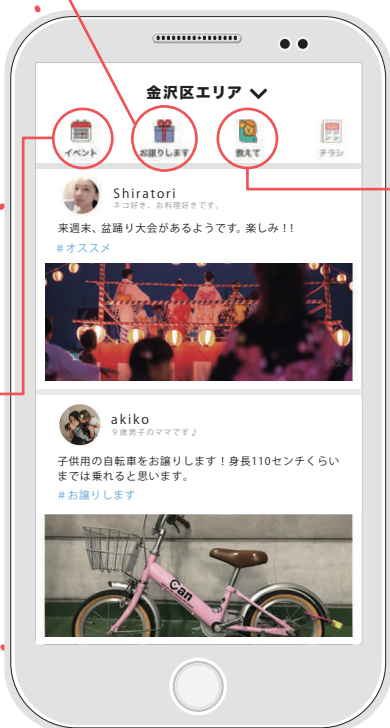 金沢区エリア
イベント
お譲りします
教えて
チラシ
Shiratori
ネコ好き、お料理好きです。
来週末、盆踊り大会があるようです。楽しみ!!
#オススメ
akiko
9歳男子のママです♪
子供用の自転車をお譲りします!身長110センチくらい
までは乗れると思います。
#お譲りします
Can